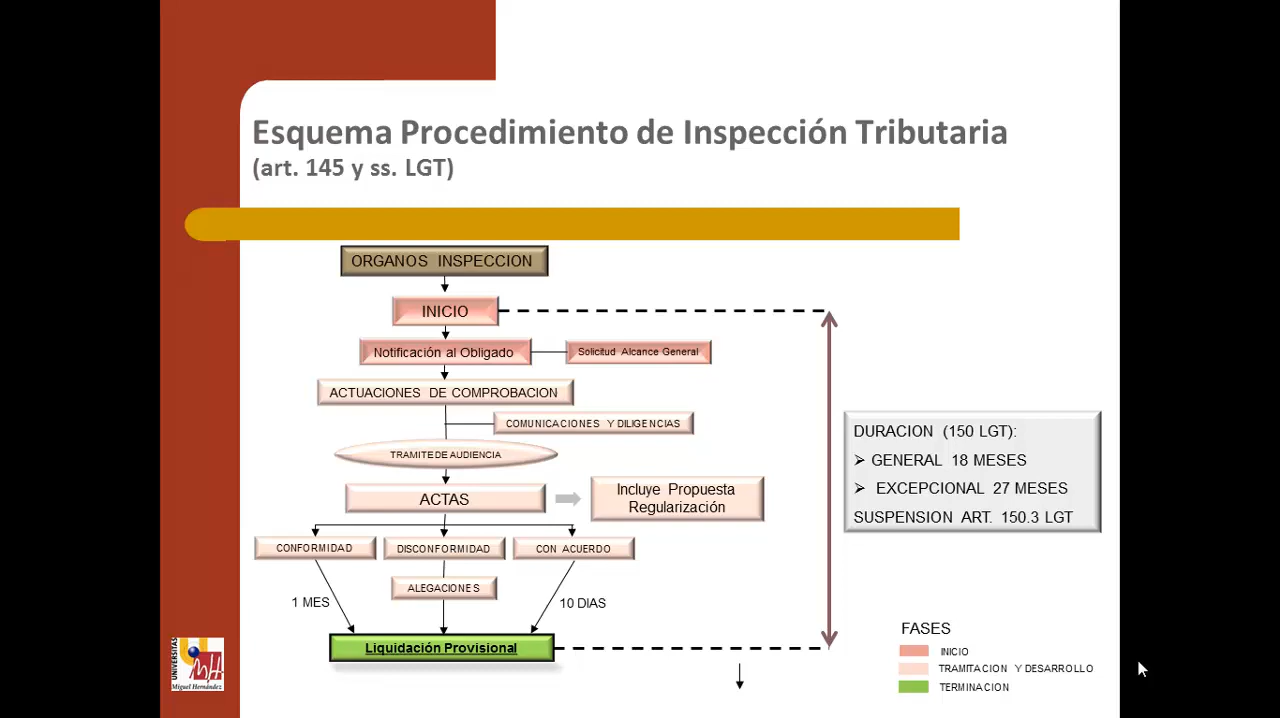 Esquema Procedimiento de Inspección Tributaria
(art. 145 y ss. LGT)
ORGANOS INSPECCION
INICIO
Notificación al Obligado
Solicitud Alcance General
ACTUACIONES DE COMPROBACION
COMUNICACIONES Y DILIGENCIAS
TRAMITE DE AUDIENCIA
ACTAS
Incluye Propuesta
Regularización
CONFORMIDAD
DISCONFORMIDAD
CON ACUERDO
ALEGACIONES
1 MES
10 DIAS
Liquidación Provisional
DURACION (150 LGT):
➢ GENERAL 18 MESES
➢ EXCEPCIONAL 27 MESES
SUSPENSION ART. 150.3 LGT
FASES
INICIO
TRAMITACION Y DESARROLLO
TERMINACION
UNIVERSITAS
Miguel Hernández